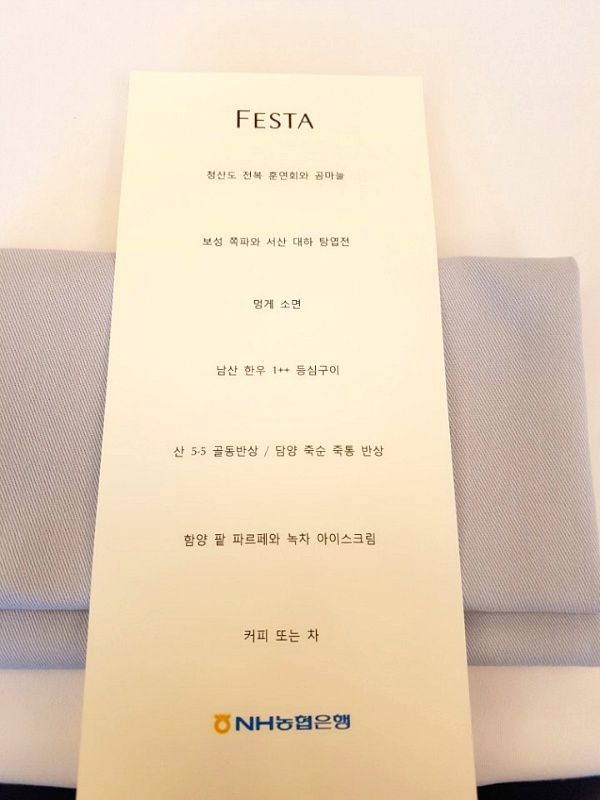 FESTA
청산도 전복 훈연회와 곰마늘
보성 쪽파와 서산 대하 탕엽전
멍게 소면
남산 한우 1++ 등심구이
산 5-5 골동반상 / 담양 죽순 죽통 반상
함양 팥 파르페와 녹차 아이스크림
커피 또는 차
NH농협은행